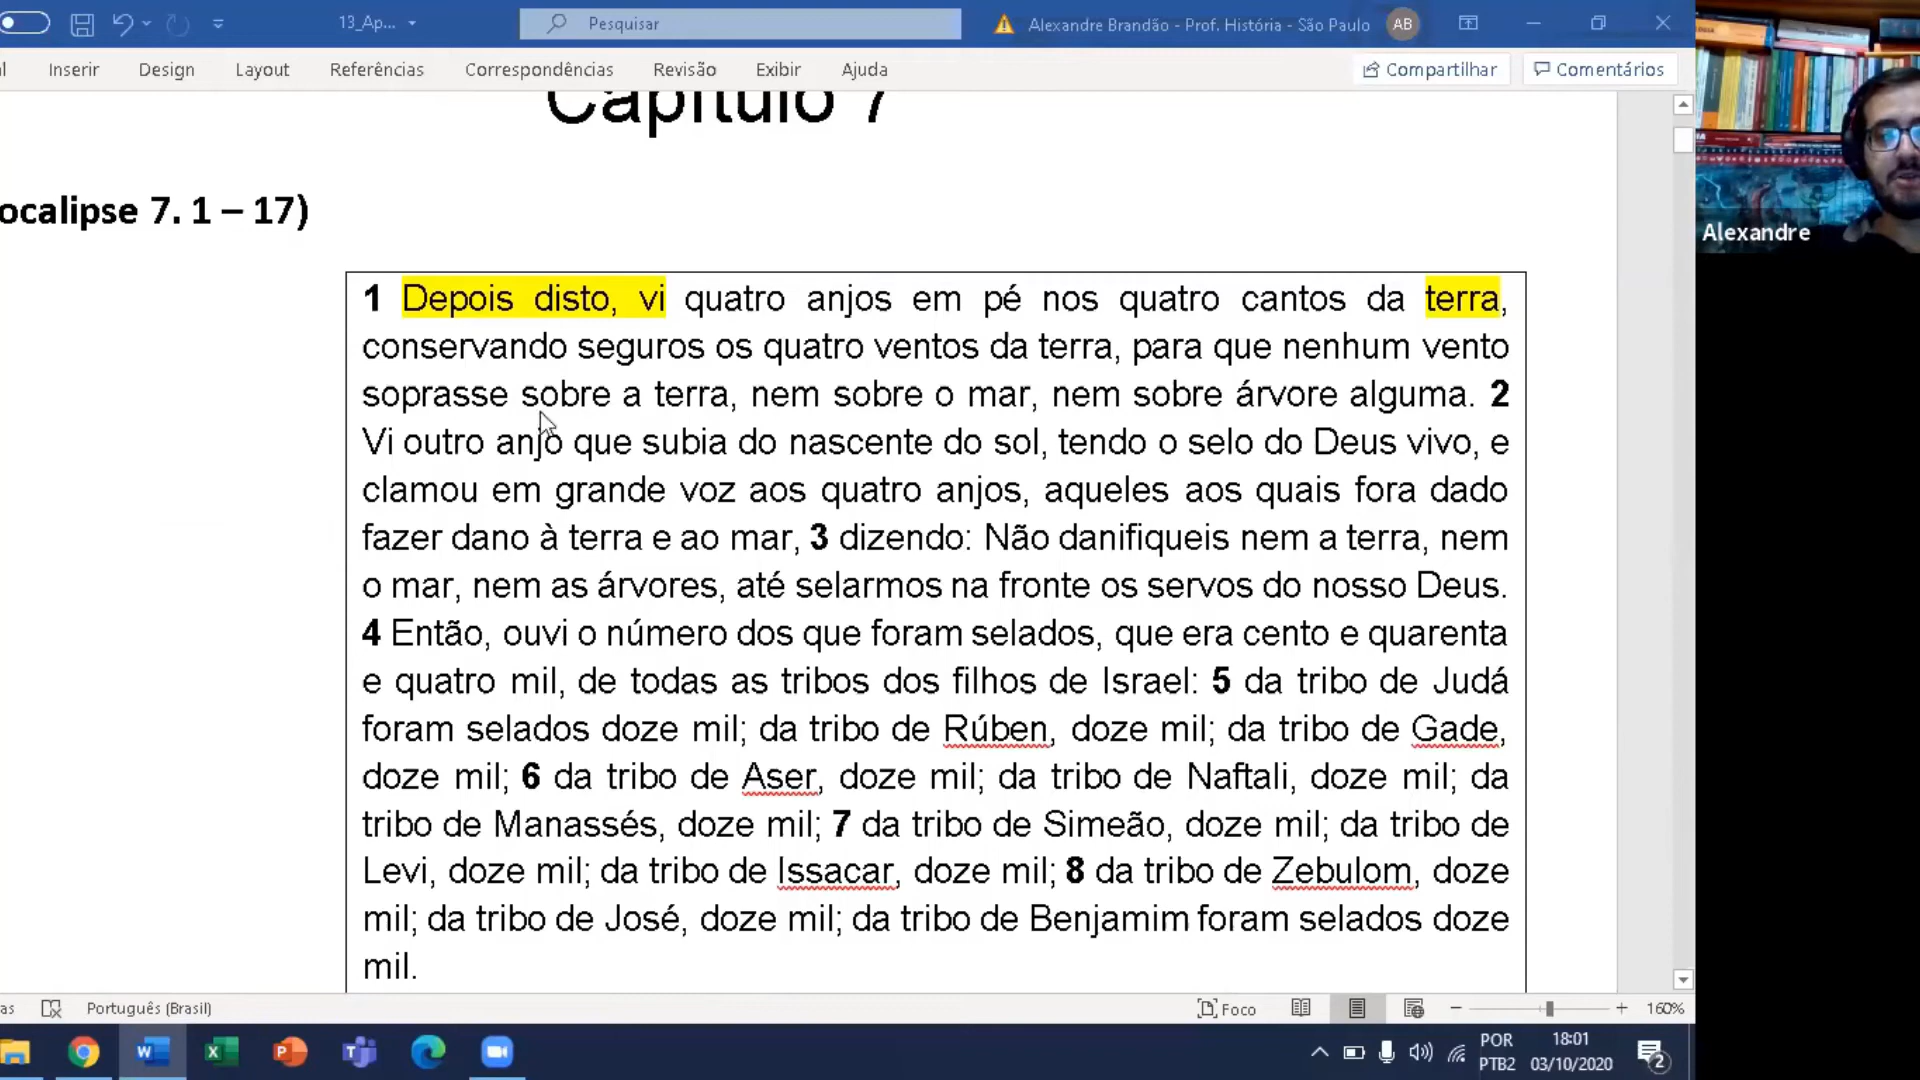 13_Ap...
Pesquisar
Alexandre Brandão - Prof. História - São Paulo
AB
Inserir
Design
Layout
Referências
Correspondências
Revisão
Exibir
Ajuda
Compartilhar
Comentários
Capítulo 7
ocalipse 7. 1 – 17)
Alexandre
1 Depois disto, vi quatro anjos em pé nos quatro cantos da terra,
conservando seguros os quatro ventos da terra, para que nenhum vento
soprasse sobre a terra, nem sobre o mar, nem sobre árvore alguma. 2
Vi outro anjo que subia do nascente do sol, tendo o selo do Deus vivo, e
clamou em grande voz aos quatro anjos, aqueles aos quais fora dado
fazer dano à terra e ao mar, 3 dizendo: Não danifiqueis nem a terra, nem
o mar, nem as árvores, até selarmos na fronte os servos do nosso Deus.
4 Então, ouvi o número dos que foram selados, que era cento e quarenta
e quatro mil, de todas as tribos dos filhos de Israel: 5 da tribo de Judá
foram selados doze mil; da tribo de Rúben, doze mil; da tribo de Gade,
doze mil; 6 da tribo de Aser, doze mil; da tribo de Naftali, doze mil; da
tribo de Manassés, doze mil; 7 da tribo de Simeão, doze mil; da tribo de
Levi, doze mil; da tribo de Issacar, doze mil; 8 da tribo de Zebulom, doze
mil; da tribo de José, doze mil; da tribo de Benjamim foram selados doze
mil.
as
Português (Brasil)
Foco
160%
POR
PTB2
18:01
03/10/2020
2